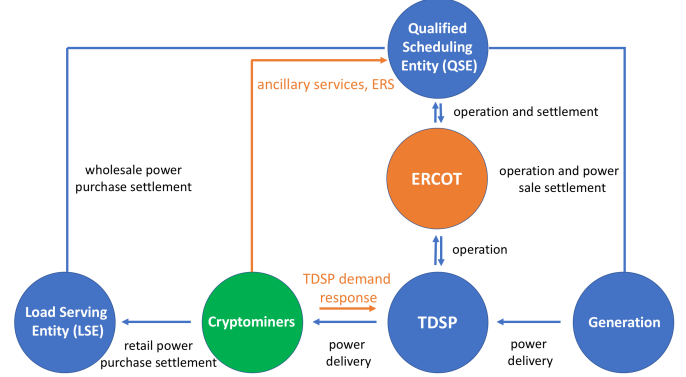 Qualified
Scheduling
Entity (QSE)
ancillary services, ERS
operation and settlement
wholesale power
purchase settlement
ERCOT
operation and power
sale settlement
operation
TDSP demand
response
Load Serving
Entity (LSE)
Cryptominers
TDSP
Generation
retail power
purchase settlement
power
delivery
power
delivery